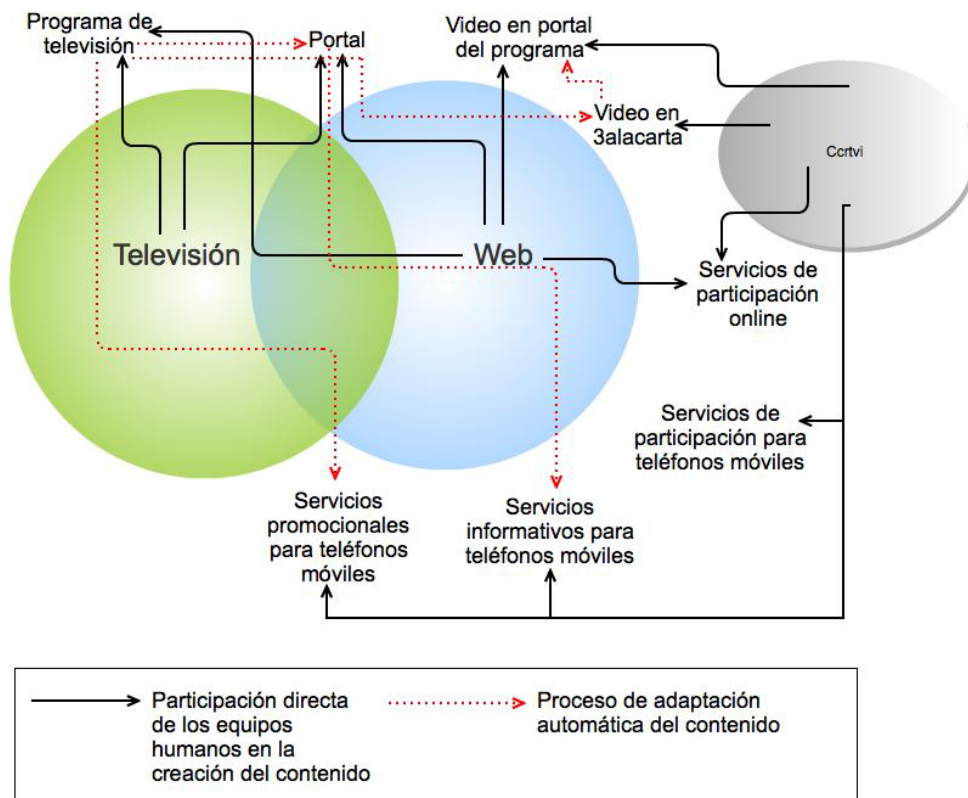 Programa de
televisión
Portal
Video en portal
del programa
Video en
3alacarta
Ccrtvi
Televisión
Web
Servicios de
participación
online
Servicios de
participación para
teléfonos móviles
Servicios
promocionales
para teléfonos
móviles
Servicios
informativos para
teléfonos móviles
Participación directa
de los equipos
humanos en la
creación del contenido
Proceso de adaptación
automática del contenido